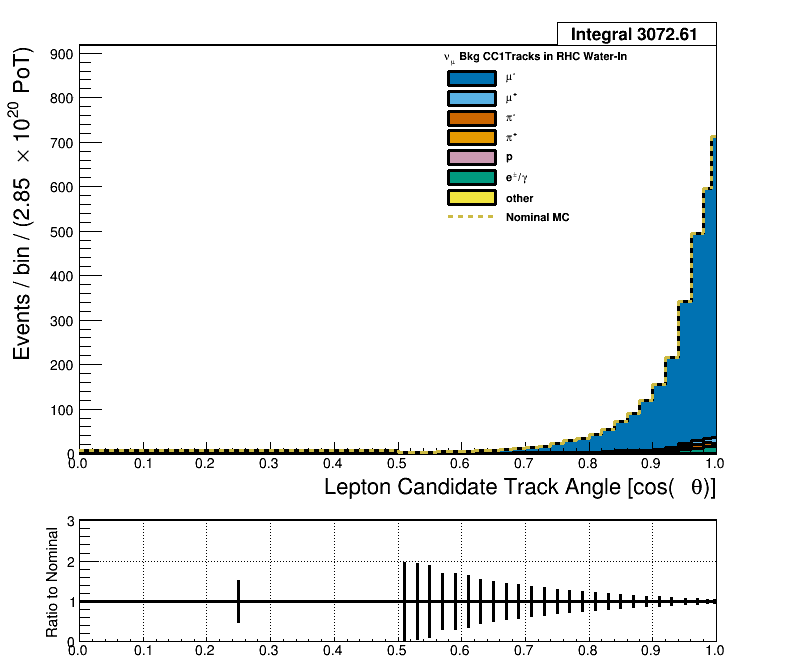 Integral 3072.61
ν_μ Bkg CC1Tracks in RHC Water-In
μ⁻
μ⁺
π⁻
π⁺
p
e±/γ
other
Nominal MC
Events / bin / (2.85 × 10²⁰ PoT)
900
800
700
600
500
400
300
200
100
0
0.0 0.1 0.2 0.3 0.4 0.5 0.6 0.7 0.8 0.9 1.0
Lepton Candidate Track Angle [cos( θ)]
Ratio to Nominal
3
2
1
0
0.0 0.1 0.2 0.3 0.4 0.5 0.6 0.7 0.8 0.9 1.0